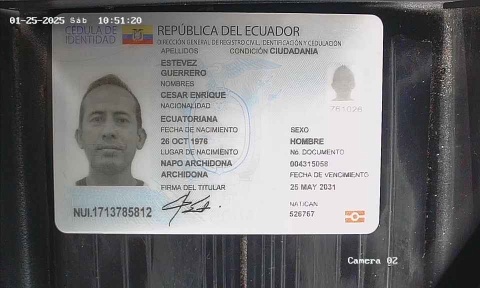 01-25-2025 Sáb 10:51:20
CÉDULA DE IDENTIDAD
REPÚBLICA DEL ECUADOR
DIRECCIÓN GENERAL DE REGISTRO CIVIL, IDENTIFICACIÓN Y CEDULACIÓN
APELLIDOS CONDICIÓN CIUDADANÍA
ESTEVEZ
GUERRERO
NOMBRES
CESAR ENRIQUE
NACIONALIDAD
ECUATORIANA
FECHA DE NACIMIENTO SEXO
26 OCT 1976 HOMBRE
LUGAR DE NACIMIENTO No. DOCUMENTO
NAPO ARCHIDONA 004315058
ARCHIDONA FECHA DE VENCIMIENTO
FIRMA DEL TITULAR 25 MAY 2031
NAT/CAN
NUI.1713785812 526767
Camera 02